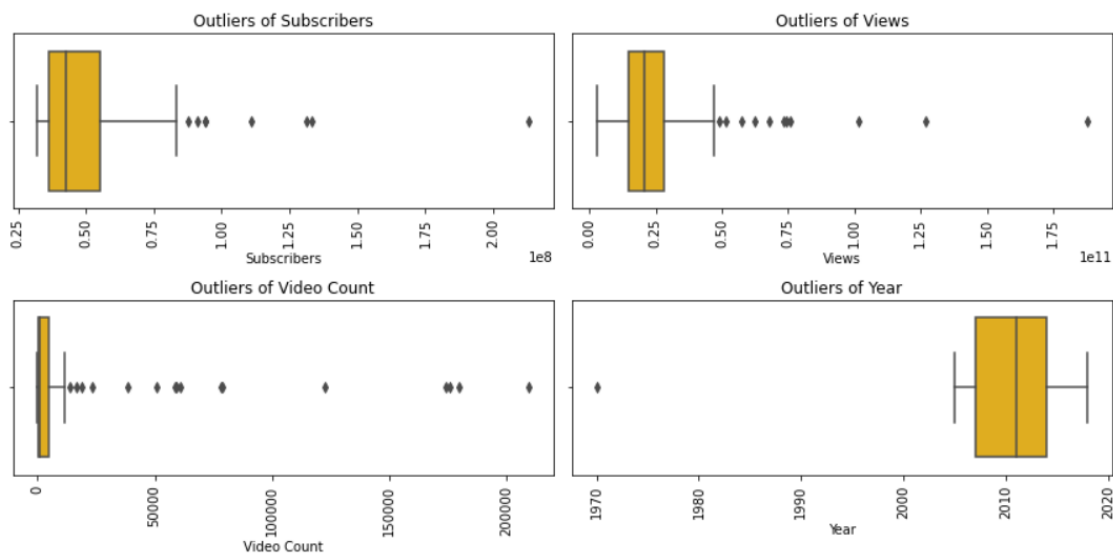 Outliers of Subscribers
0.25 0.50 0.75 1.00 1.25 1.50 1.75 2.00
Subscribers
1e8
Outliers of Views
0.00 0.25 0.50 0.75 1.00 1.25 1.50 1.75
Views
1e11
Outliers of Video Count
0 50000 100000 150000 200000
Video Count
Outliers of Year
1970 1980 1990 2000 2010 2020
Year